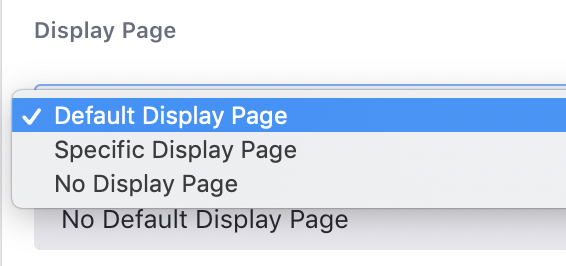 Display Page
Default Display Page
Specific Display Page
No Display Page
No Default Display Page